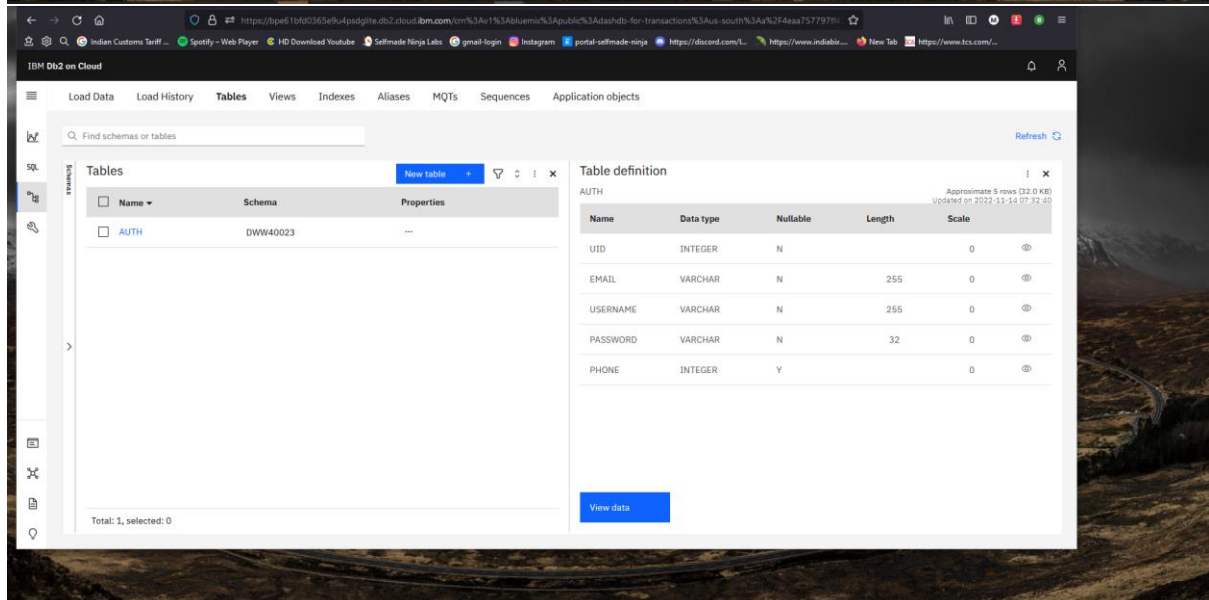 https://bpe61bfd0365e9u4psdglite.db2.cloud.ibm.com/crn%3Av1%3Abluemix%3Apublic%3Adashdb-for-transactions%3Aus-south%3Aa%2F4eaa757797f
Indian Customs Tariff ... Spotify – Web Player HD Download Youtube Selfmade Ninja Labs gmail-login Instagram portal-selfmade-ninja https://discord.com/L... https://www.indiabix.... New Tab https://www.tcs.com/...
IBM Db2 on Cloud
Load Data Load History Tables Views Indexes Aliases MQTs Sequences Application objects
Find schemas or tables Refresh
SQL
Schemas
Tables New table + Table definition
AUTH Approximate 5 rows (32.0 KB)
Updated on 2022-11-14 07:32:40
Name Schema Properties Name Data type Nullable Length Scale
AUTH DWW40023 ... UID INTEGER N 0
EMAIL VARCHAR N 255 0
USERNAME VARCHAR N 255 0
PASSWORD VARCHAR N 32 0
PHONE INTEGER Y 0
View data
Total: 1, selected: 0